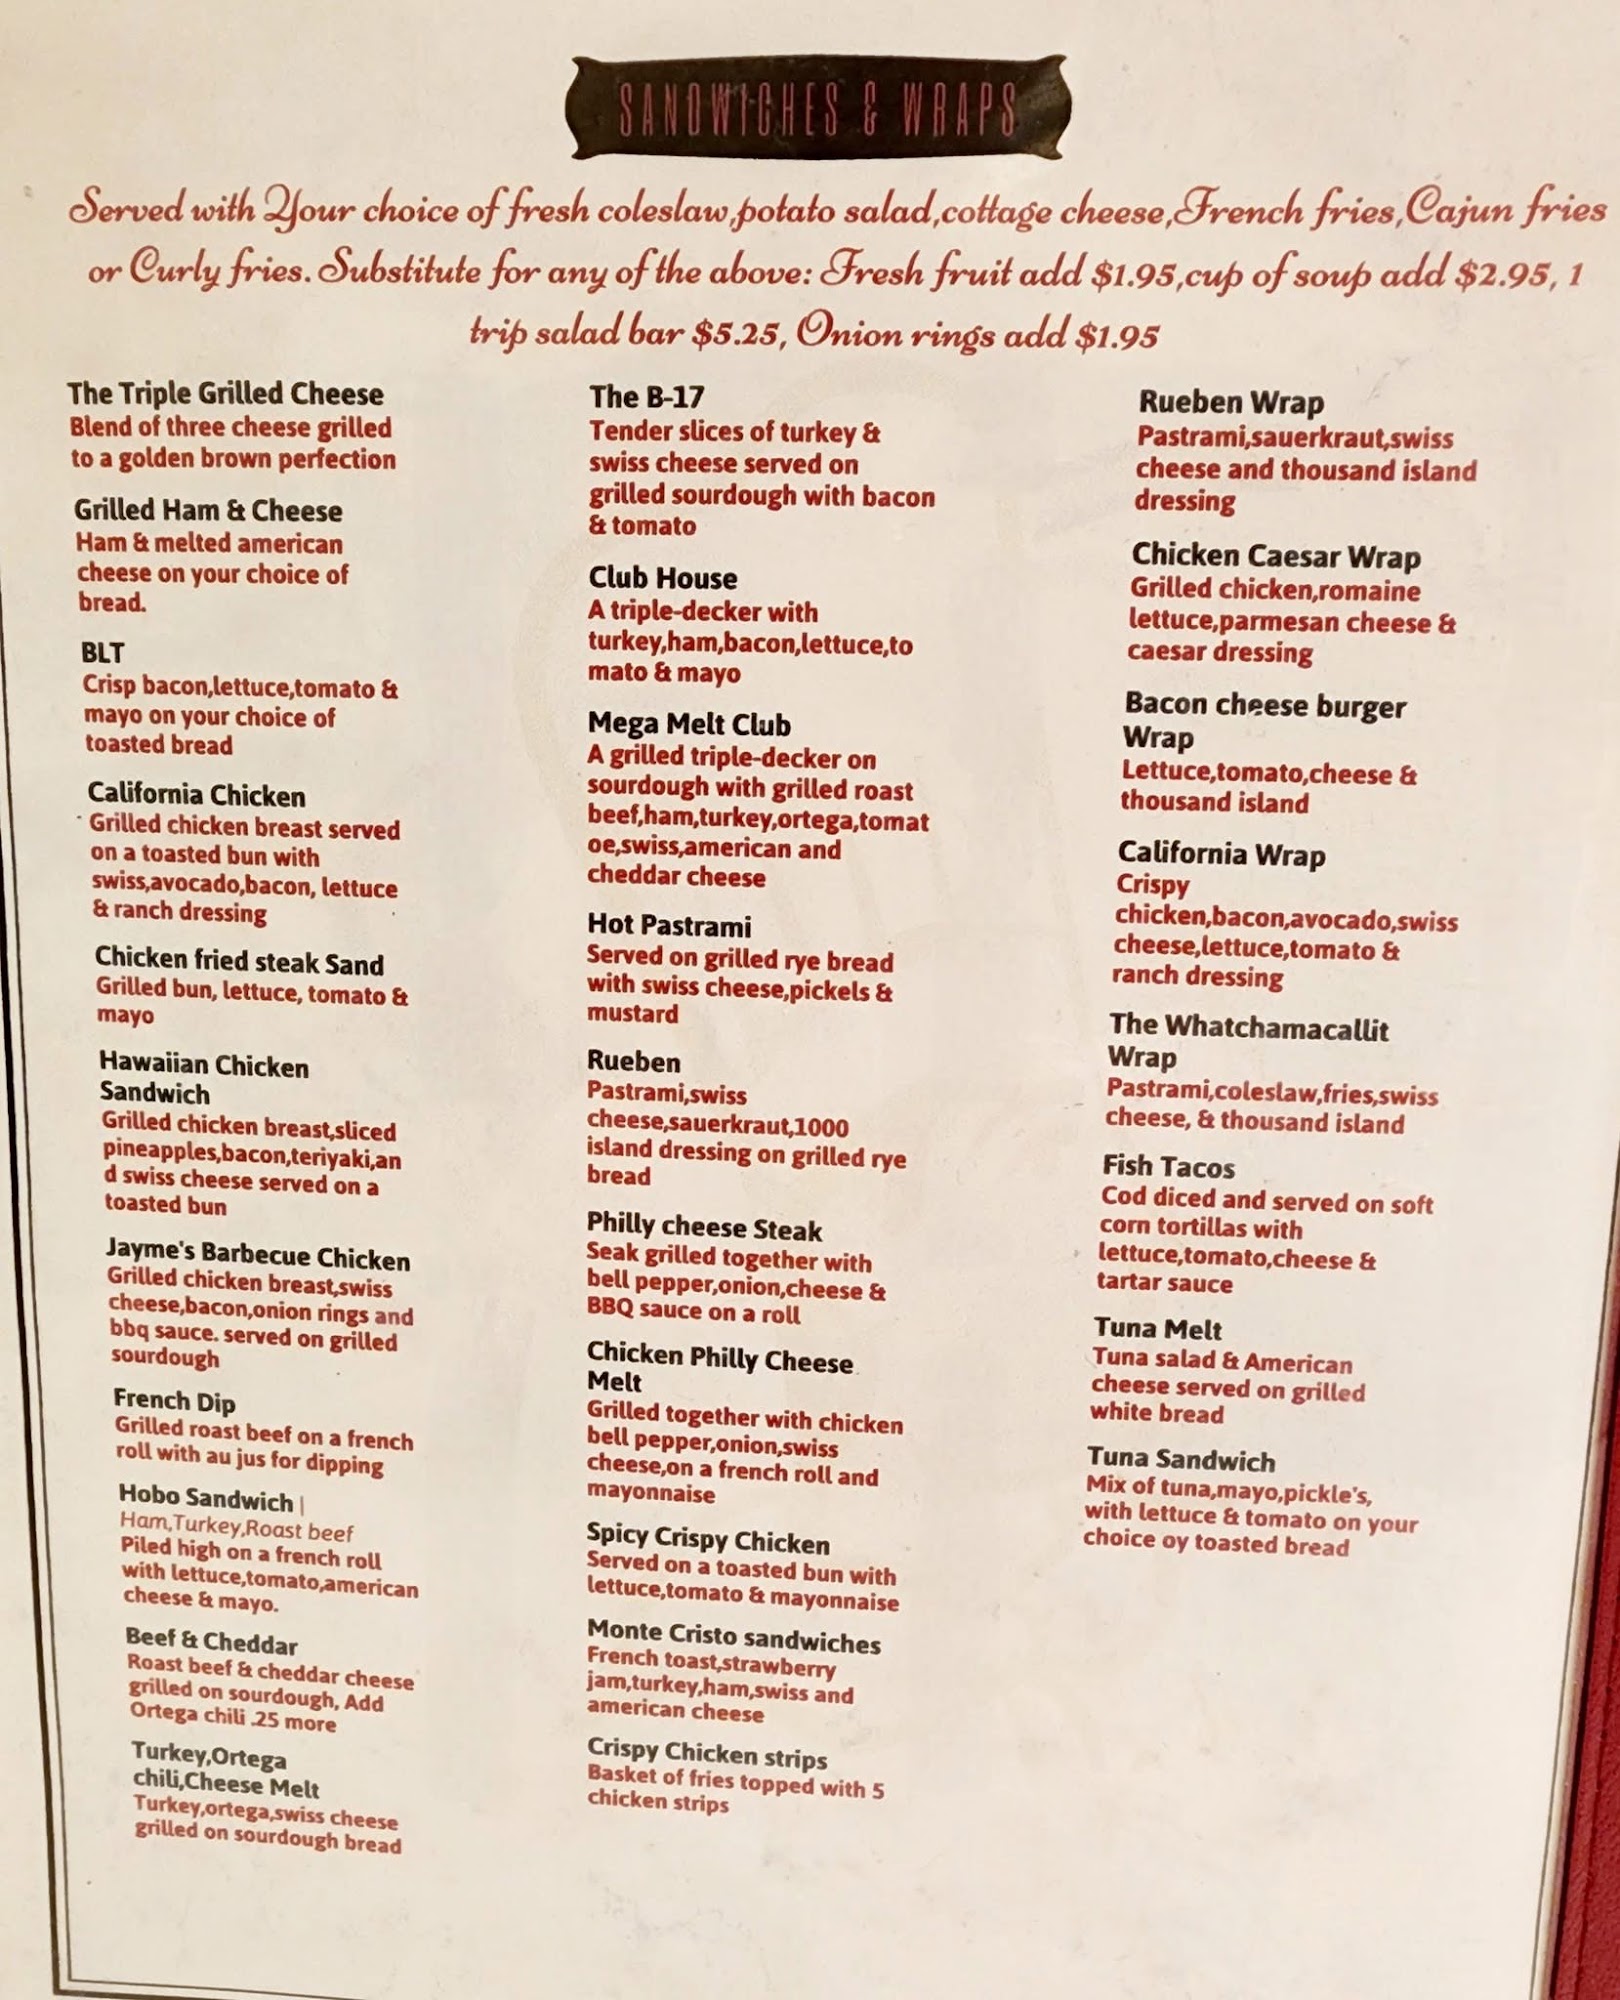 SANDWICHES & WRAPS
Served with Your choice of fresh coleslaw,potato salad,cottage cheese,French fries,Cajun fries
or Curly fries. Substitute for any of the above: Fresh fruit add $1.95,cup of soup add $2.95, 1
trip salad bar $5.25, Onion rings add $1.95
The Triple Grilled Cheese
Blend of three cheese grilled
to a golden brown perfection
Grilled Ham & Cheese
Ham & melted american
cheese on your choice of
bread.
BLT
Crisp bacon,lettuce,tomato &
mayo on your choice of
toasted bread
California Chicken
Grilled chicken breast served
on a toasted bun with
swiss,avocado,bacon, lettuce
& ranch dressing
Chicken fried steak Sand
Grilled bun, lettuce, tomato &
mayo
Hawaiian Chicken
Sandwich
Grilled chicken breast,sliced
pineapples,bacon,teriyaki,an
d swiss cheese served on a
toasted bun
Jayme's Barbecue Chicken
Grilled chicken breast,swiss
cheese,bacon,onion rings and
bbq sauce. served on grilled
sourdough
French Dip
Grilled roast beef on a french
roll with au jus for dipping
Hobo Sandwich |
Ham,Turkey,Roast beef
Piled high on a french roll
with lettuce,tomato,american
cheese & mayo.
Beef & Cheddar
Roast beef & cheddar cheese
grilled on sourdough, Add
Ortega chili .25 more
Turkey,Ortega
chili,Cheese Melt
Turkey,ortega,swiss cheese
grilled on sourdough bread
The B-17
Tender slices of turkey &
swiss cheese served on
grilled sourdough with bacon
& tomato
Club House
A triple-decker with
turkey,ham,bacon,lettuce,to
mato & mayo
Mega Melt Club
A grilled triple-decker on
sourdough with grilled roast
beef,ham,turkey,ortega,tomat
oe,swiss,american and
cheddar cheese
Hot Pastrami
Served on grilled rye bread
with swiss cheese,pickels &
mustard
Rueben
Pastrami,swiss
cheese,sauerkraut,1000
island dressing on grilled rye
bread
Philly cheese Steak
Seak grilled together with
bell pepper,onion,cheese &
BBQ sauce on a roll
Chicken Philly Cheese
Melt
Grilled together with chicken
bell pepper,onion,swiss
cheese,on a french roll and
mayonnaise
Spicy Crispy Chicken
Served on a toasted bun with
lettuce,tomato & mayonnaise
Monte Cristo sandwiches
French toast,strawberry
jam,turkey,ham,swiss and
american cheese
Crispy Chicken strips
Basket of fries topped with 5
chicken strips
Rueben Wrap
Pastrami,sauerkraut,swiss
cheese and thousand island
dressing
Chicken Caesar Wrap
Grilled chicken,romaine
lettuce,parmesan cheese &
caesar dressing
Bacon cheese burger
Wrap
Lettuce,tomato,cheese &
thousand island
California Wrap
Crispy
chicken,bacon,avocado,swiss
cheese,lettuce,tomato &
ranch dressing
The Whatchamacallit
Wrap
Pastrami,coleslaw,fries,swiss
cheese, & thousand island
Fish Tacos
Cod diced and served on soft
corn tortillas with
lettuce,tomato,cheese &
tartar sauce
Tuna Melt
Tuna salad & American
cheese served on grilled
white bread
Tuna Sandwich
Mix of tuna,mayo,pickle's,
with lettuce & tomato on your
choice oy toasted bread